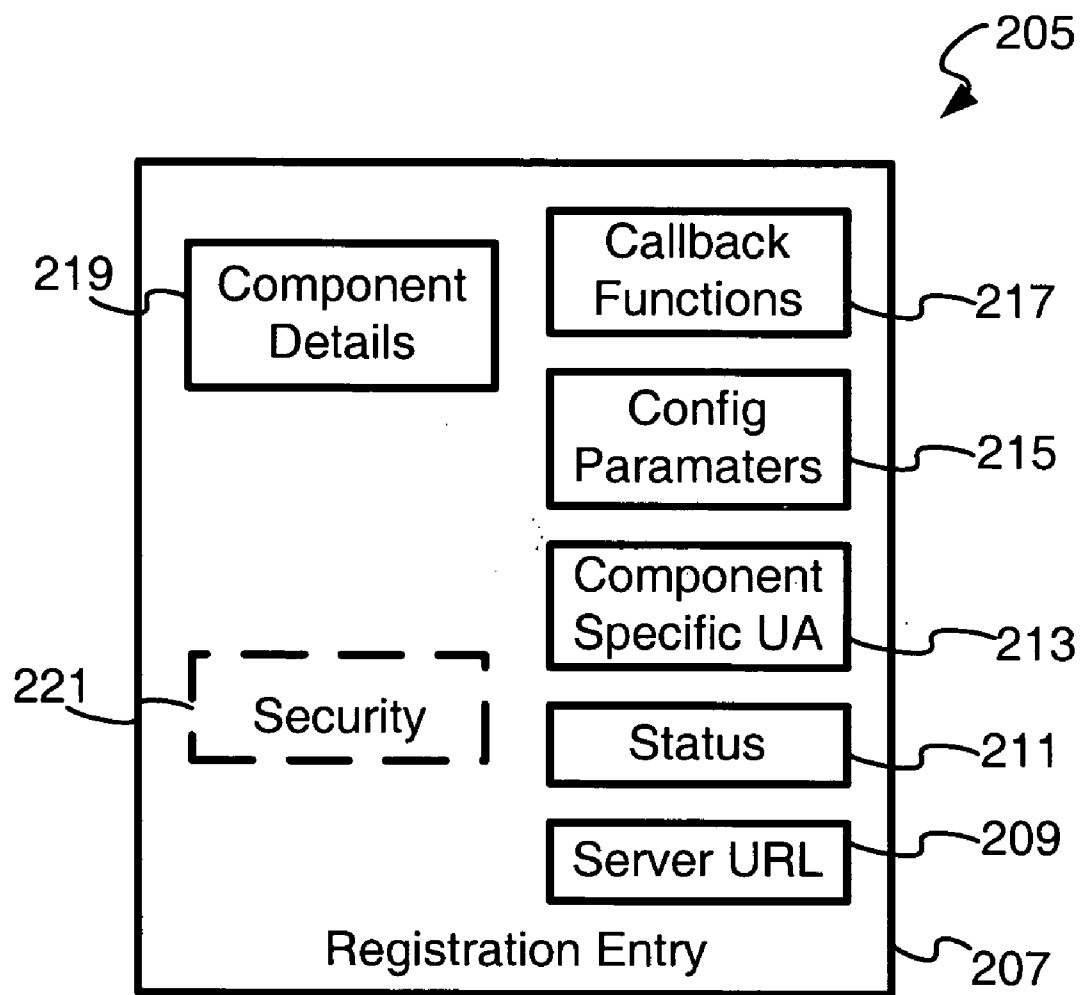 205
219
Component
Details
Callback
Functions
217
Config
Paramaters
215
Component
Specific UA
213
221
Security
Status
211
Server URL
209
Registration Entry
207